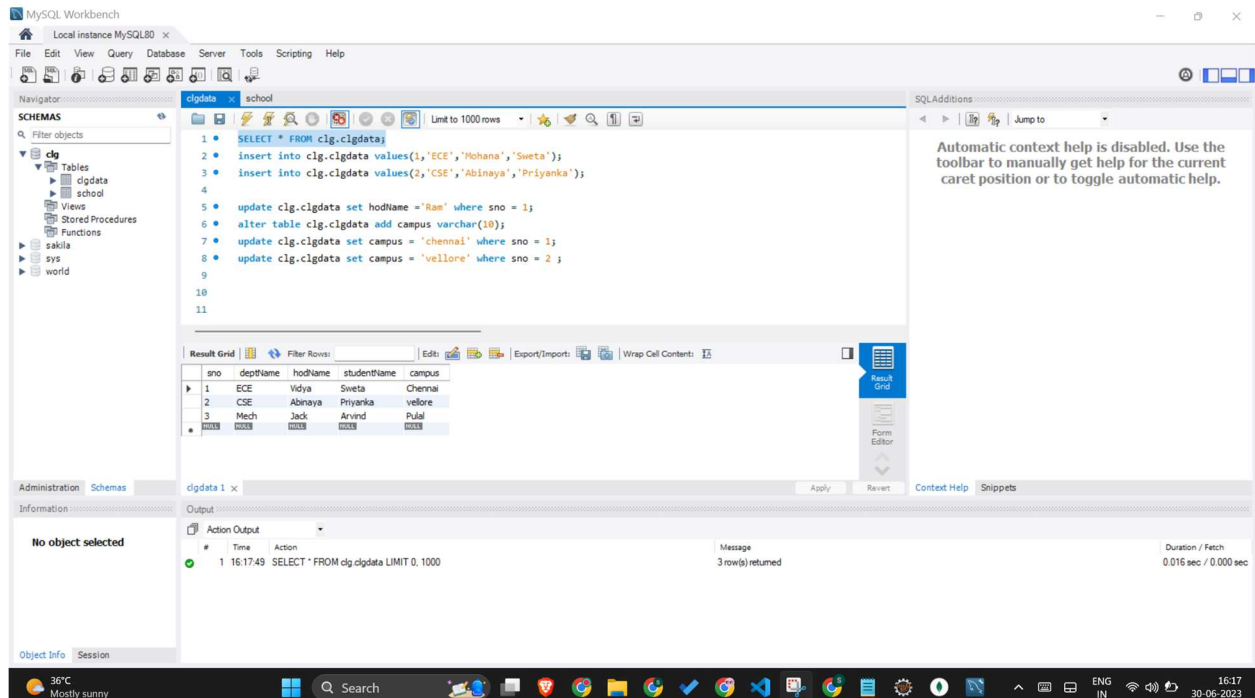 MySQL Workbench
Local instance MySQL80
File Edit View Query Database Server Tools Scripting Help
Navigator
SCHEMAS
Filter objects
clg
Tables
clgdata
school
Views
Stored Procedures
Functions
sakila
sys
world
Administration Schemas
Information
No object selected
Object Info Session
clgdata school
Limit to 1000 rows
1 SELECT * FROM clg.clgdata;
2 insert into clg.clgdata values(1,'ECE','Mohana','Sweta');
3 insert into clg.clgdata values(2,'CSE','Abinaya','Priyanka');
4
5 update clg.clgdata set hodName ='Ram' where sno = 1;
6 alter table clg.clgdata add campus varchar(10);
7 update clg.clgdata set campus = 'chennai' where sno = 1;
8 update clg.clgdata set campus = 'vellore' where sno = 2 ;
9
10
11
Result Grid Filter Rows: Edit: Export/Import: Wrap Cell Content:
sno deptName hodName studentName campus
1 ECE Vidya Sweta Chennai
2 CSE Abinaya Priyanka vellore
3 Mech Jack Arvind Pulal
NULL NULL NULL NULL NULL
Result Grid
Form Editor
clgdata 1 Apply Revert
SQLAdditions
Jump to
Automatic context help is disabled. Use the
toolbar to manually get help for the current
caret position or to toggle automatic help.
Context Help Snippets
Output
Action Output
# Time Action Message Duration / Fetch
1 16:17:49 SELECT * FROM clg.clgdata LIMIT 0, 1000 3 row(s) returned 0.016 sec / 0.000 sec
36°C
Mostly sunny
Search
ENG
IN
16:17
30-06-2023